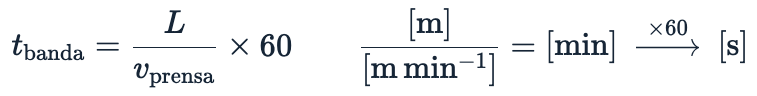 t_banda = L / v_prensa × 60    [m] / [m min⁻¹] = [min] —×60→ [s]